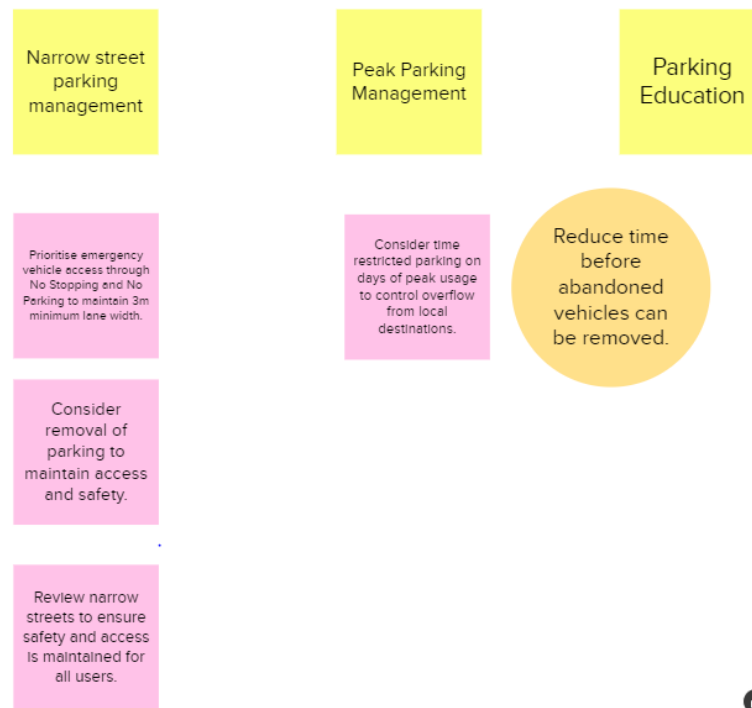 Narrow street
parking
management
Peak Parking
Management
Parking
Education
Prioritise emergency
vehicle access through
No Stopping and No
Parking to maintain 3m
minimum lane width.
Consider time
restricted parking on
days of peak usage
to control overflow
from local
destinations.
Reduce time
before
abandoned
vehicles can
be removed.
Consider
removal of
parking to
maintain access
and safety.
Review narrow
streets to ensure
safety and access
is maintained for
all users.